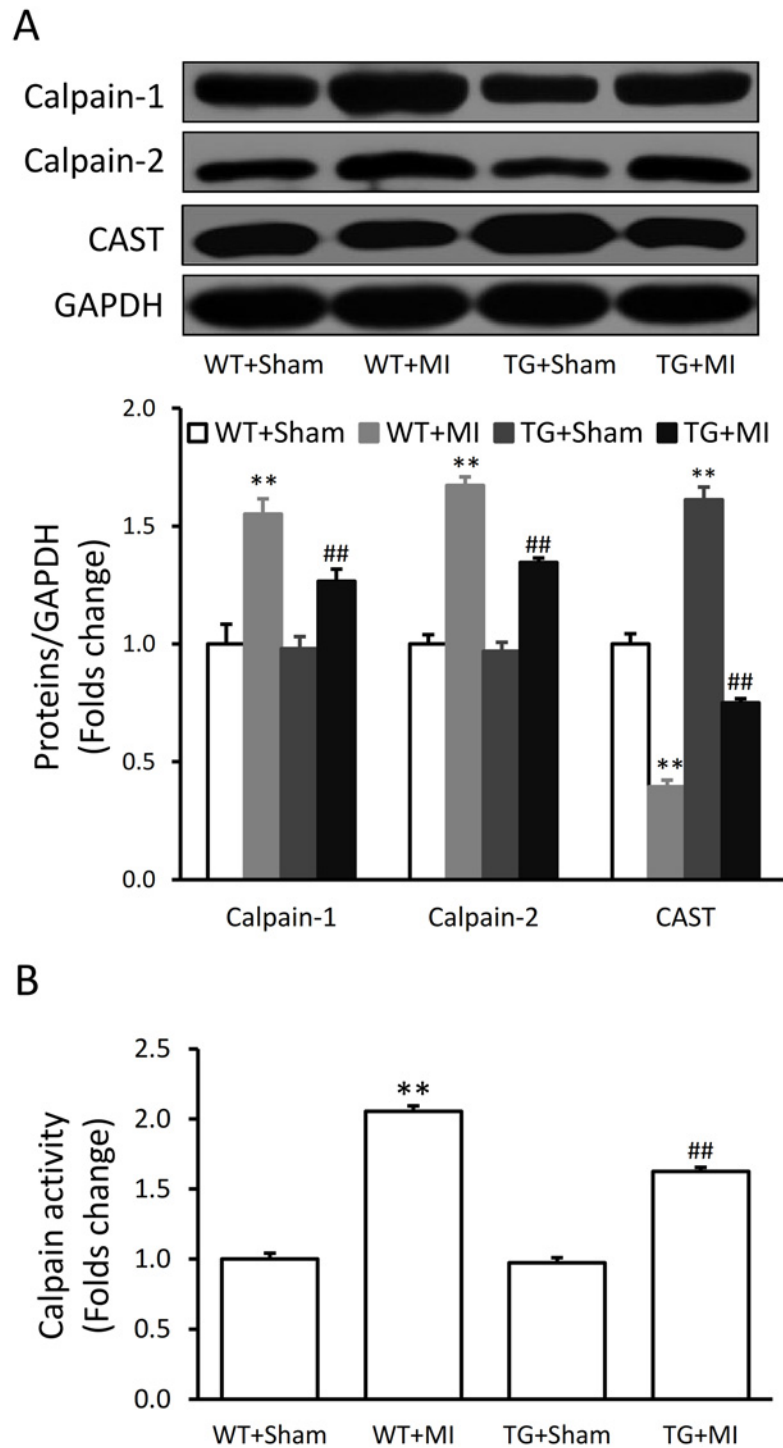 A
Calpain-1
Calpain-2
CAST
GAPDH
WT+Sham WT+MI TG+Sham TG+MI
2.0
WT+Sham WT+MI TG+Sham TG+MI
** ** **
1.5
## ##
1.0
##
0.5
**
0.0
Proteins/GAPDH
(Folds change)
Calpain-1 Calpain-2 CAST
B
2.5
2.0
**
1.5
##
1.0
0.5
0.0
Calpain activity
(Folds change)
WT+Sham WT+MI TG+Sham TG+MI